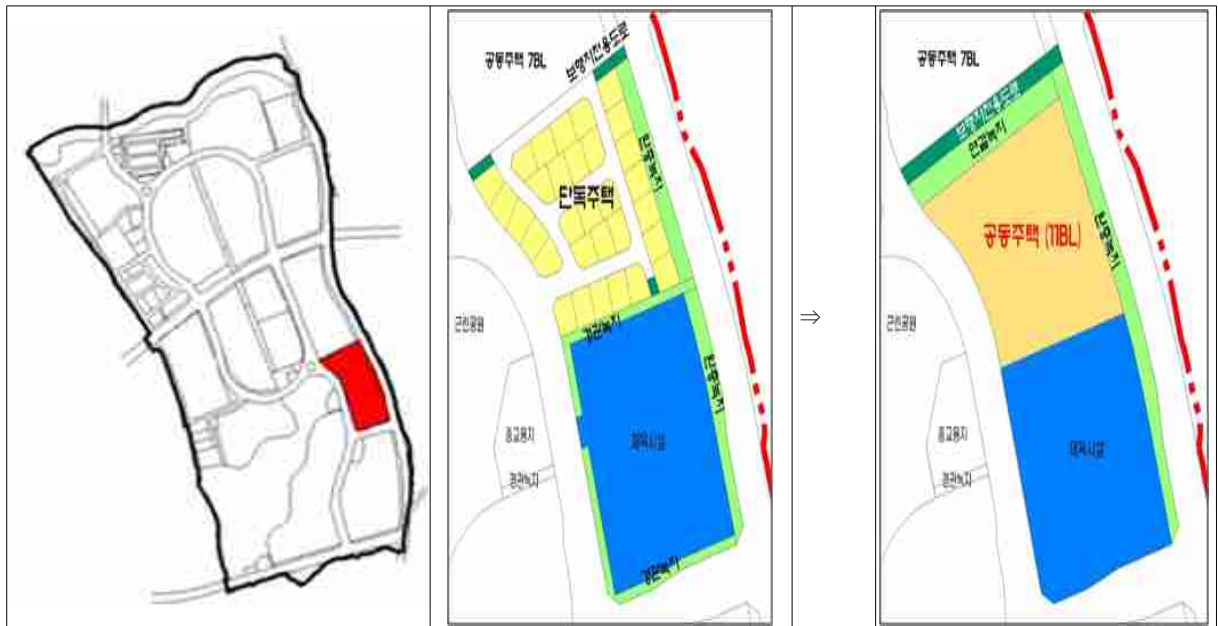 공동주택 7BL
보행자전용도로
완충녹지
단독주택
근린공원
경관녹지
완충녹지
체육시설
종교용지
경관녹지
경관녹지
⇒
공동주택 7BL
보행자전용도로
연결녹지
공동주택 (11BL)
완충녹지
근린공원
종교용지
체육시설
경관녹지